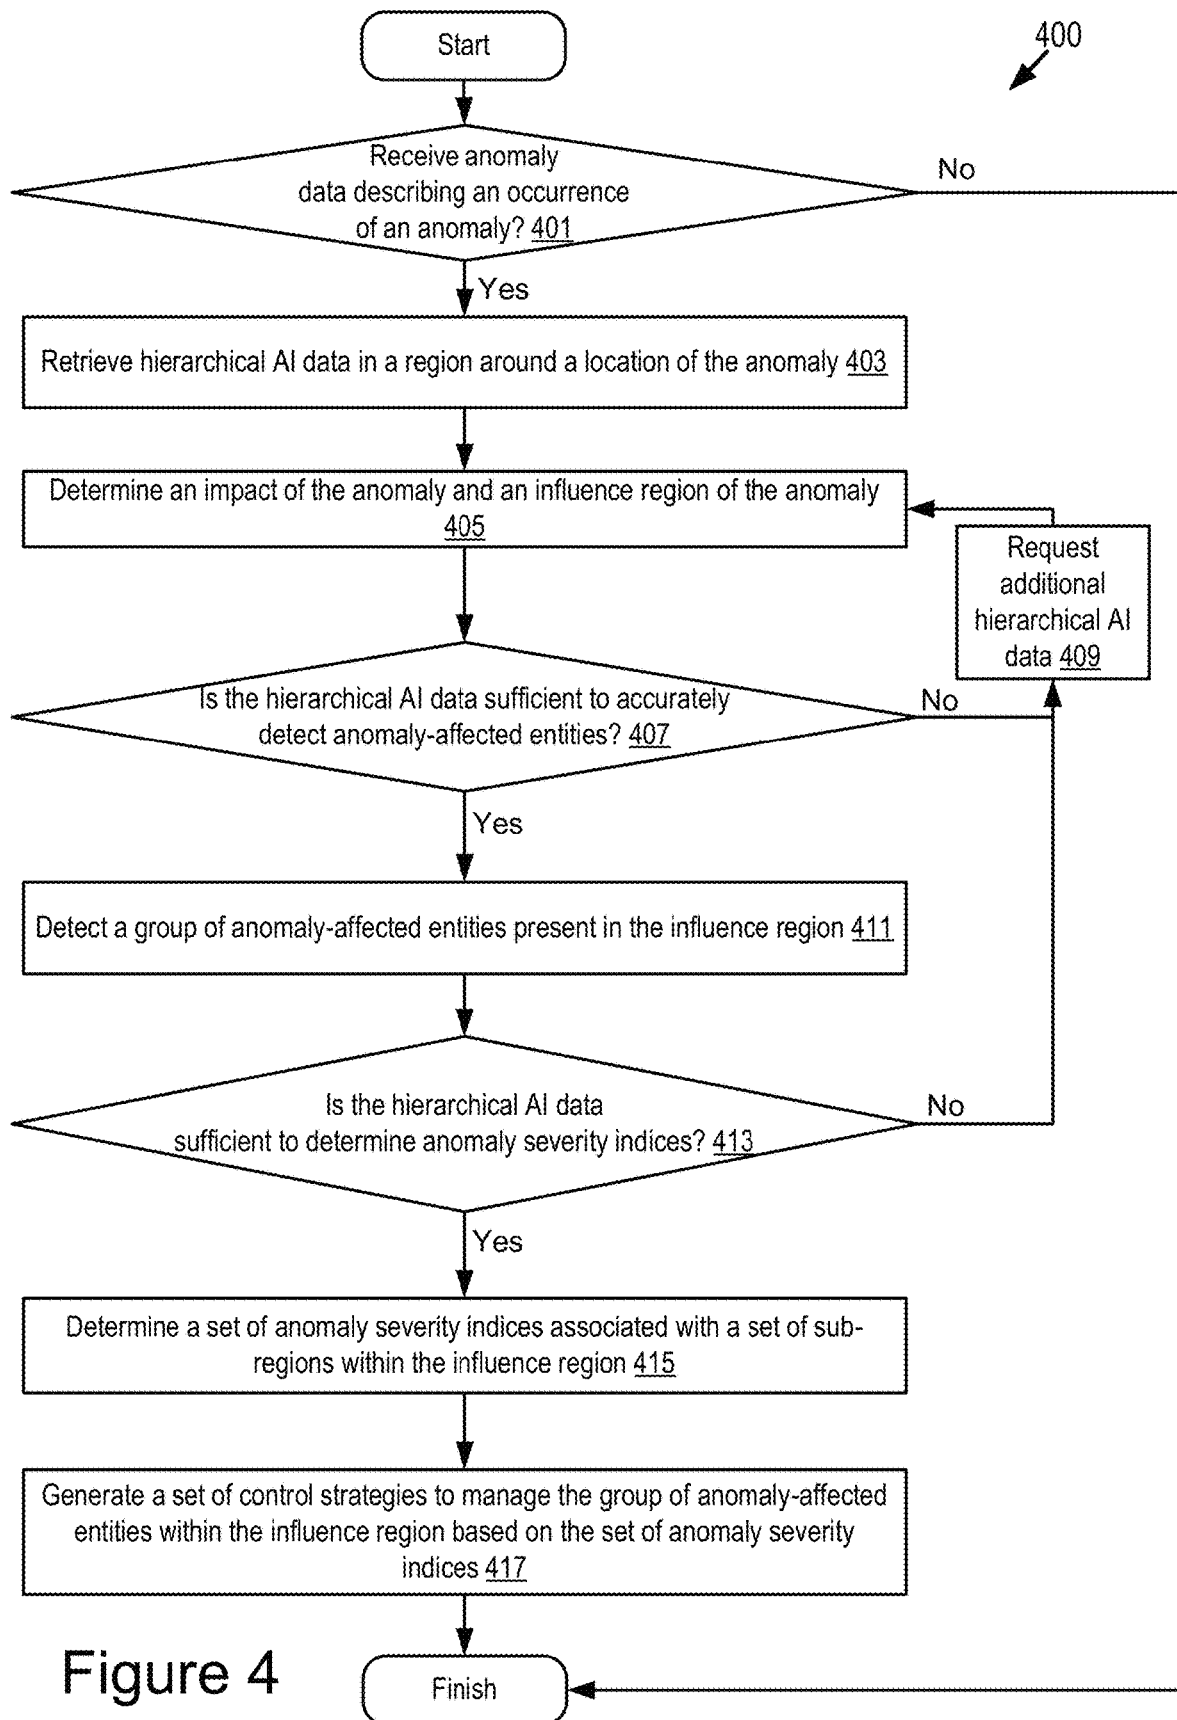 Start
400
Receive anomaly
data describing an occurrence
of an anomaly? 401
No
Yes
Retrieve hierarchical AI data in a region around a location of the anomaly 403
Determine an impact of the anomaly and an influence region of the anomaly
405
Request
additional
hierarchical AI
data 409
Is the hierarchical AI data sufficient to accurately
detect anomaly-affected entities? 407
No
Yes
Detect a group of anomaly-affected entities present in the influence region 411
Is the hierarchical AI data
sufficient to determine anomaly severity indices? 413
No
Yes
Determine a set of anomaly severity indices associated with a set of sub-
regions within the influence region 415
Generate a set of control strategies to manage the group of anomaly-affected
entities within the influence region based on the set of anomaly severity
indices 417
Figure 4
Finish